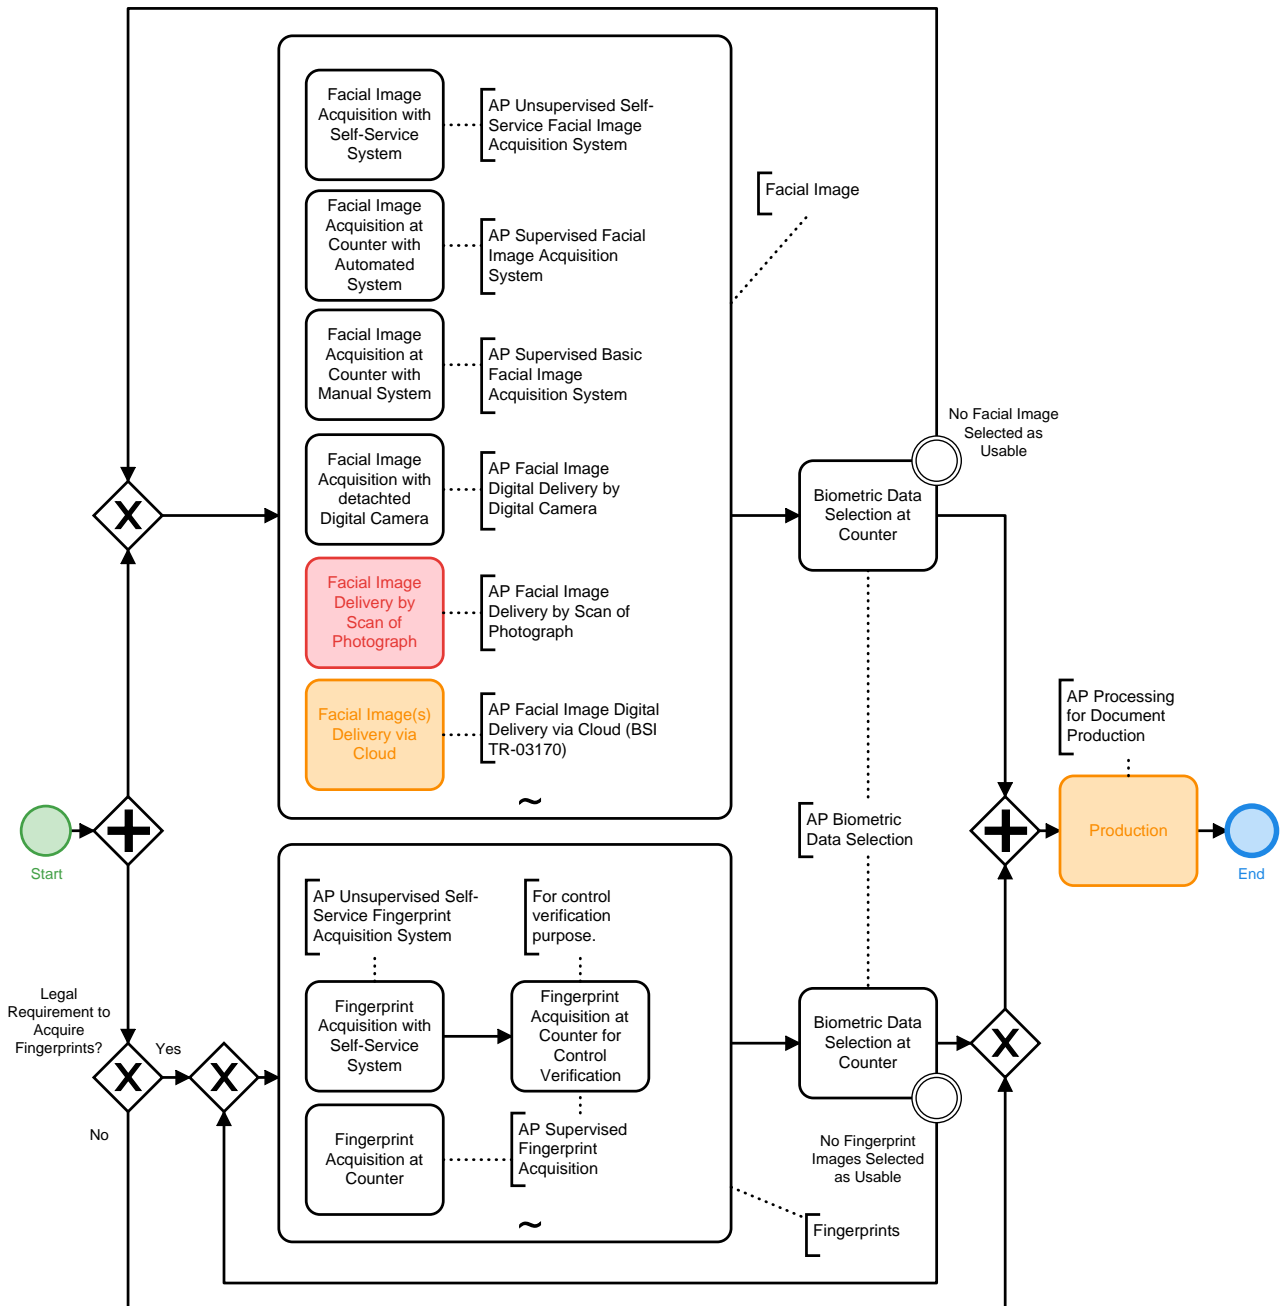 Facial Image
Acquisition with
Self-Service
System
AP Unsupervised Self-
Service Facial Image
Acquisition System
Facial Image
Facial Image
Acquisition at
Counter with
Automated
System
AP Supervised Facial
Image Acquisition
System
Facial Image
Acquisition at
Counter with
Manual System
AP Supervised Basic
Facial Image
Acquisition System
No Facial Image
Selected as
Usable
Facial Image
Acquisition with
detachted
Digital Camera
AP Facial Image
Digital Delivery by
Digital Camera
Biometric Data
Selection at
Counter
Facial Image
Delivery by
Scan of
Photograph
AP Facial Image
Delivery by Scan of
Photograph
Facial Image(s)
Delivery via
Cloud
AP Facial Image Digital
Delivery via Cloud (BSI
TR-03170)
~
AP Processing
for Document
Production
Start
AP Biometric
Data Selection
Production
End
AP Unsupervised Self-
Service Fingerprint
Acquisition System
For control
verification
purpose.
Legal
Requirement to
Acquire
Fingerprints?
Yes
No
Fingerprint
Acquisition with
Self-Service
System
Fingerprint
Acquisition at
Counter for
Control
Verification
Biometric Data
Selection at
Counter
Fingerprint
Acquisition at
Counter
AP Supervised
Fingerprint
Acquisition
No Fingerprint
Images Selected
as Usable
~
Fingerprints